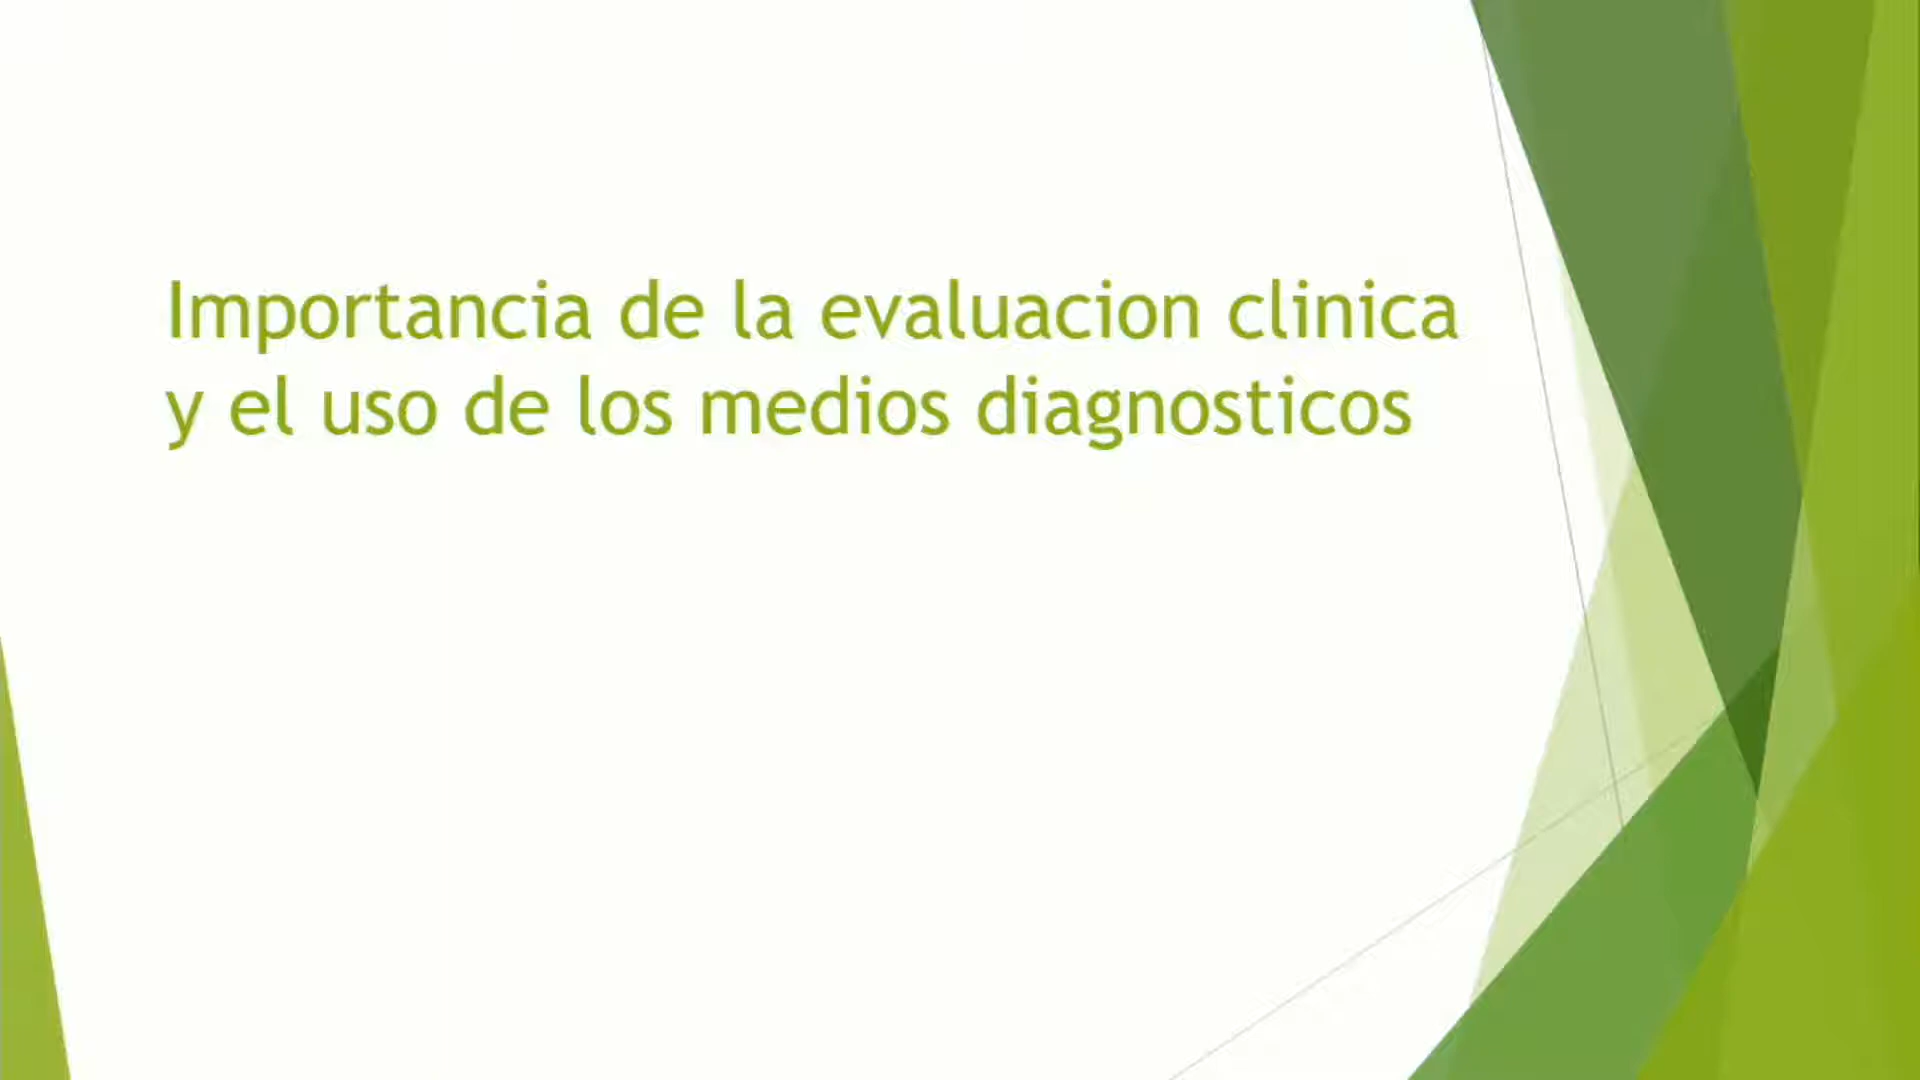 Importancia de la evaluacion clinica
y el uso de los medios diagnosticos